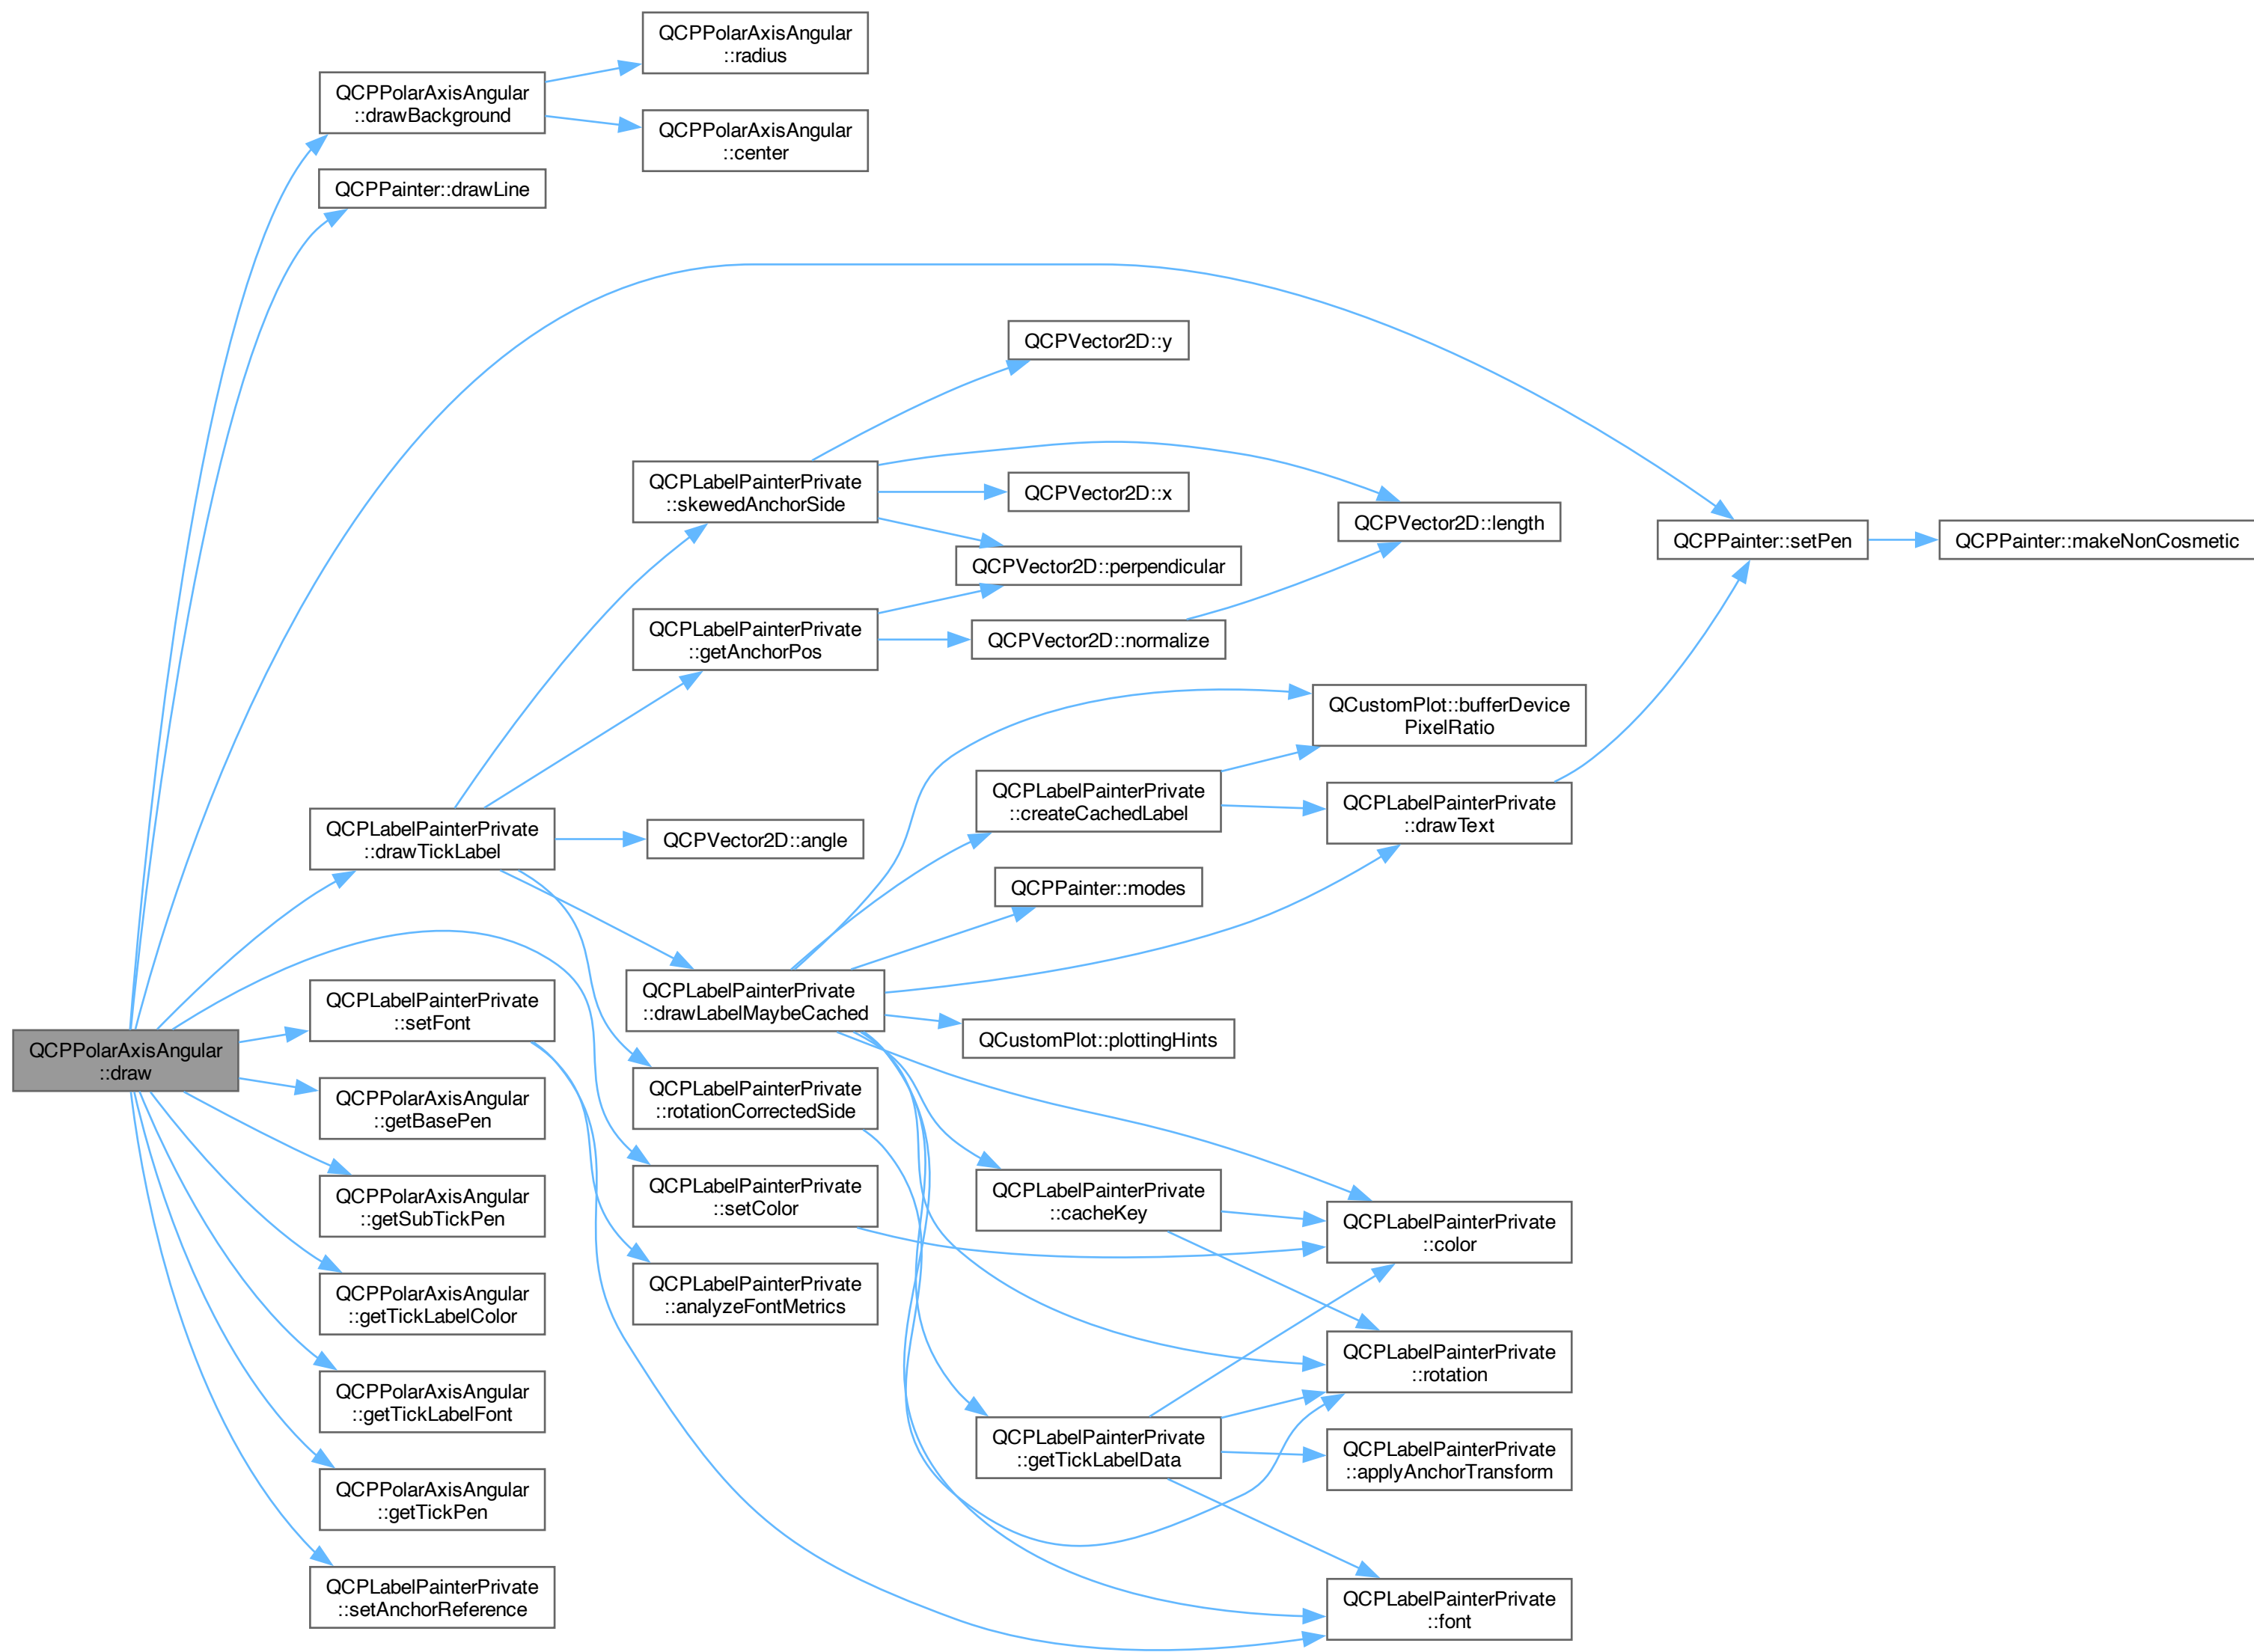 QCPPolarAxisAngular
::draw
QCPPolarAxisAngular
::drawBackground
QCPPolarAxisAngular
::radius
QCPPolarAxisAngular
::center
QCPPainter::drawLine
QCPLabelPainterPrivate
::drawTickLabel
QCPLabelPainterPrivate
::skewedAnchorSide
QCPVector2D::y
QCPVector2D::x
QCPVector2D::length
QCPVector2D::perpendicular
QCPLabelPainterPrivate
::getAnchorPos
QCPVector2D::normalize
QCPPainter::setPen
QCPPainter::makeNonCosmetic
QCPVector2D::angle
QCPLabelPainterPrivate
::drawLabelMaybeCached
QCustomPlot::bufferDevice
PixelRatio
QCPLabelPainterPrivate
::createCachedLabel
QCPLabelPainterPrivate
::drawText
QCPPainter::modes
QCustomPlot::plottingHints
QCPLabelPainterPrivate
::setFont
QCPPolarAxisAngular
::getBasePen
QCPPolarAxisAngular
::getSubTickPen
QCPPolarAxisAngular
::getTickLabelColor
QCPPolarAxisAngular
::getTickLabelFont
QCPPolarAxisAngular
::getTickPen
QCPLabelPainterPrivate
::setAnchorReference
QCPLabelPainterPrivate
::rotationCorrectedSide
QCPLabelPainterPrivate
::setColor
QCPLabelPainterPrivate
::analyzeFontMetrics
QCPLabelPainterPrivate
::cacheKey
QCPLabelPainterPrivate
::color
QCPLabelPainterPrivate
::rotation
QCPLabelPainterPrivate
::getTickLabelData
QCPLabelPainterPrivate
::applyAnchorTransform
QCPLabelPainterPrivate
::font